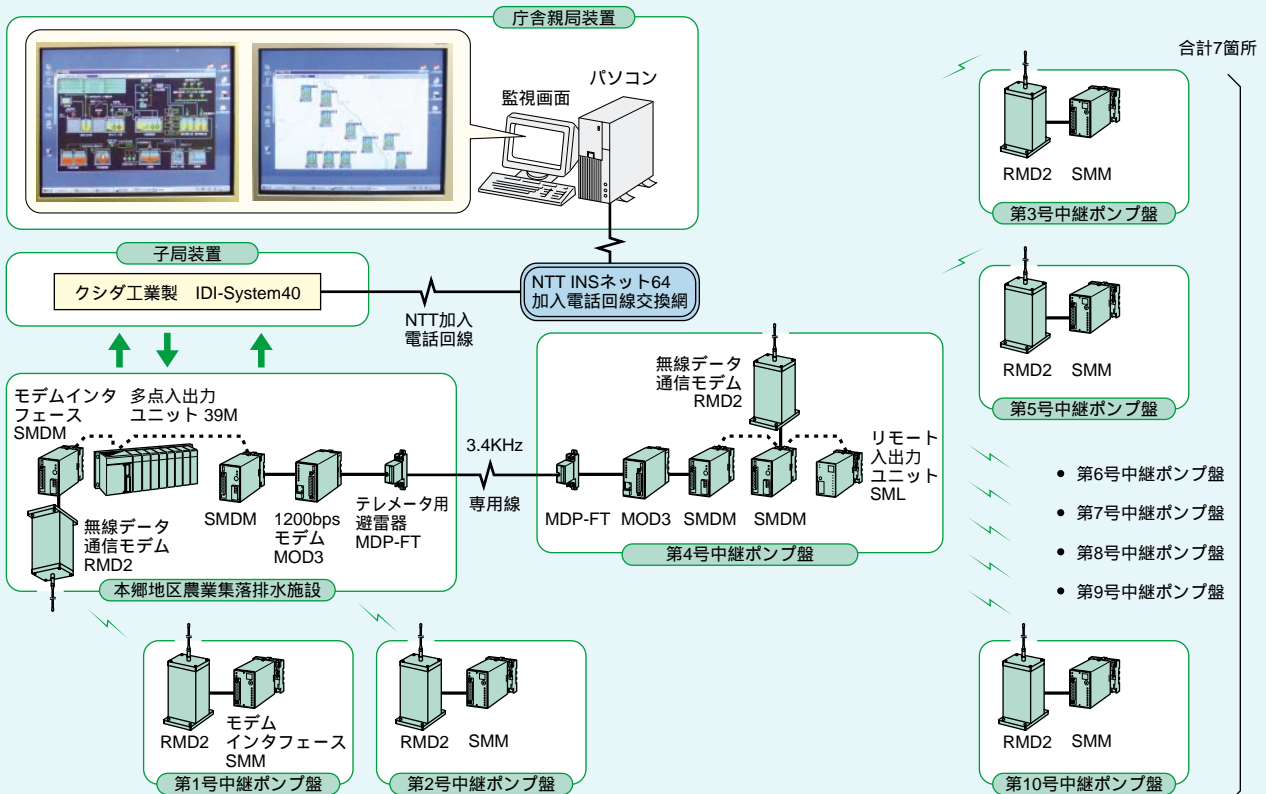 庁舎親局装置
監視画面
パソコン
子局装置
クシダ工業製 IDI-System40
NTT加入
電話回線
NTT INSネット64
加入電話回線交換網
モデムインタ
フェース
SMDM
多点入出力
ユニット 39M
無線データ
通信モデム
RMD2
SMDM
1200bps
モデム
MOD3
テレメータ用
避雷器
MDP-FT
本郷地区農業集落排水施設
3.4KHz
専用線
無線データ
通信モデム
RMD2
リモート
入出力
ユニット
SML
MDP-FT
MOD3
SMDM
SMDM
第4号中継ポンプ盤
RMD2
モデム
インタフェース
SMM
第1号中継ポンプ盤
RMD2
SMM
第2号中継ポンプ盤
合計7箇所
RMD2
SMM
第3号中継ポンプ盤
RMD2
SMM
第5号中継ポンプ盤
● 第6号中継ポンプ盤
● 第7号中継ポンプ盤
● 第8号中継ポンプ盤
● 第9号中継ポンプ盤
RMD2
SMM
第10号中継ポンプ盤